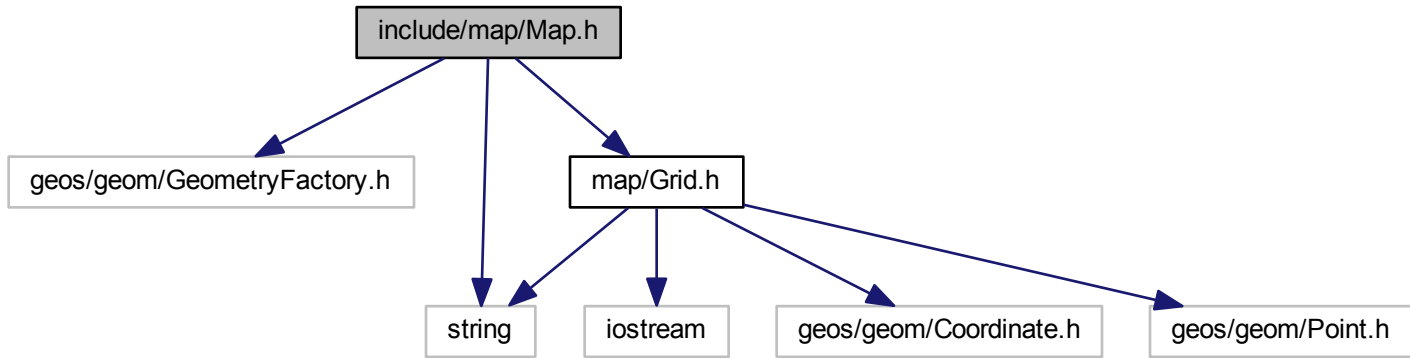 include/map/Map.h
geos/geom/GeometryFactory.h
map/Grid.h
string
iostream
geos/geom/Coordinate.h
geos/geom/Point.h